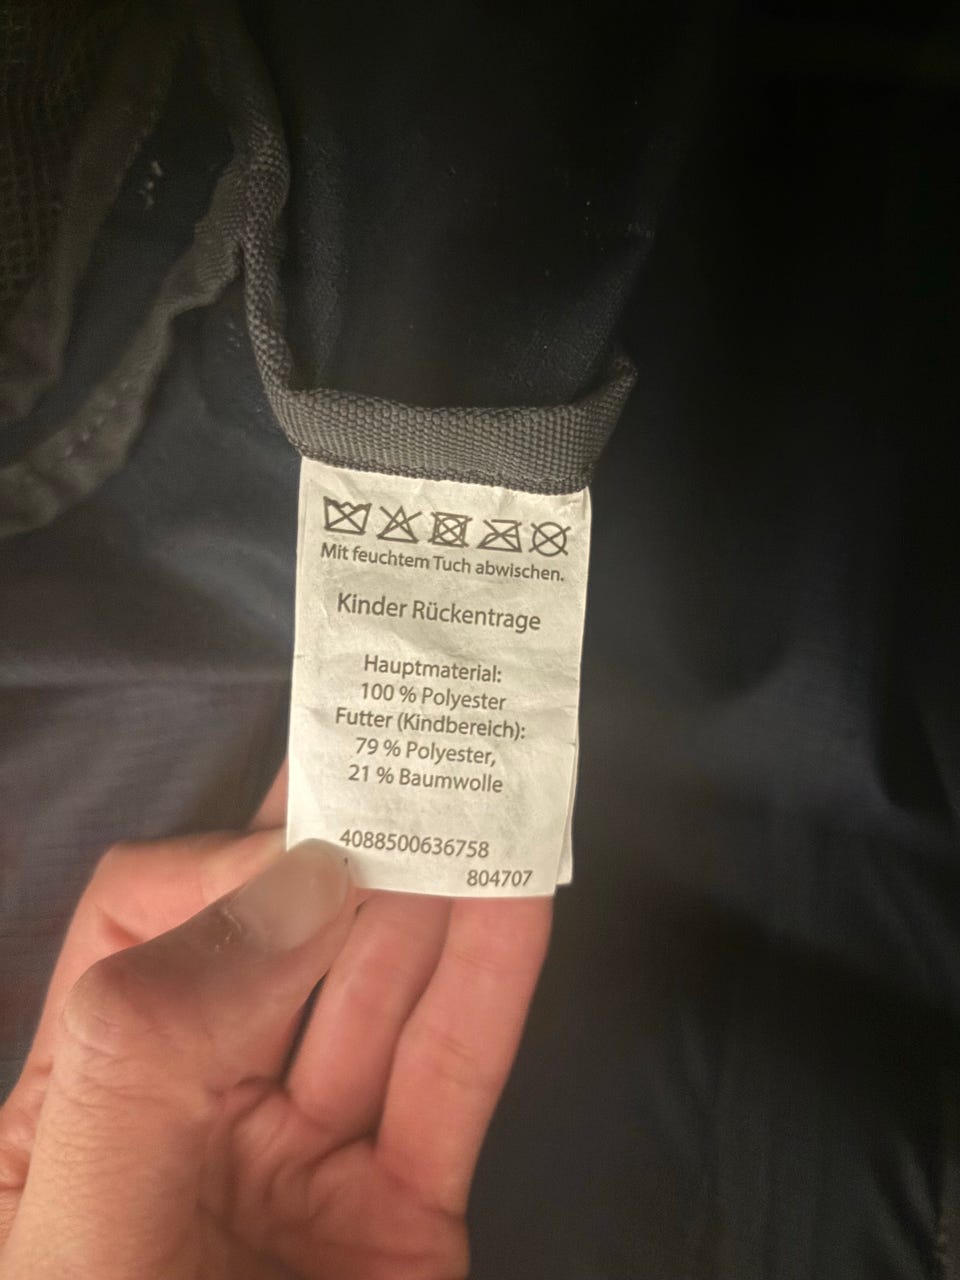 Mit feuchtem Tuch abwischen.
Kinder Rückentrage
Hauptmaterial:
100 % Polyester
Futter (Kindbereich):
79 % Polyester,
21 % Baumwolle
4088500636758
804707